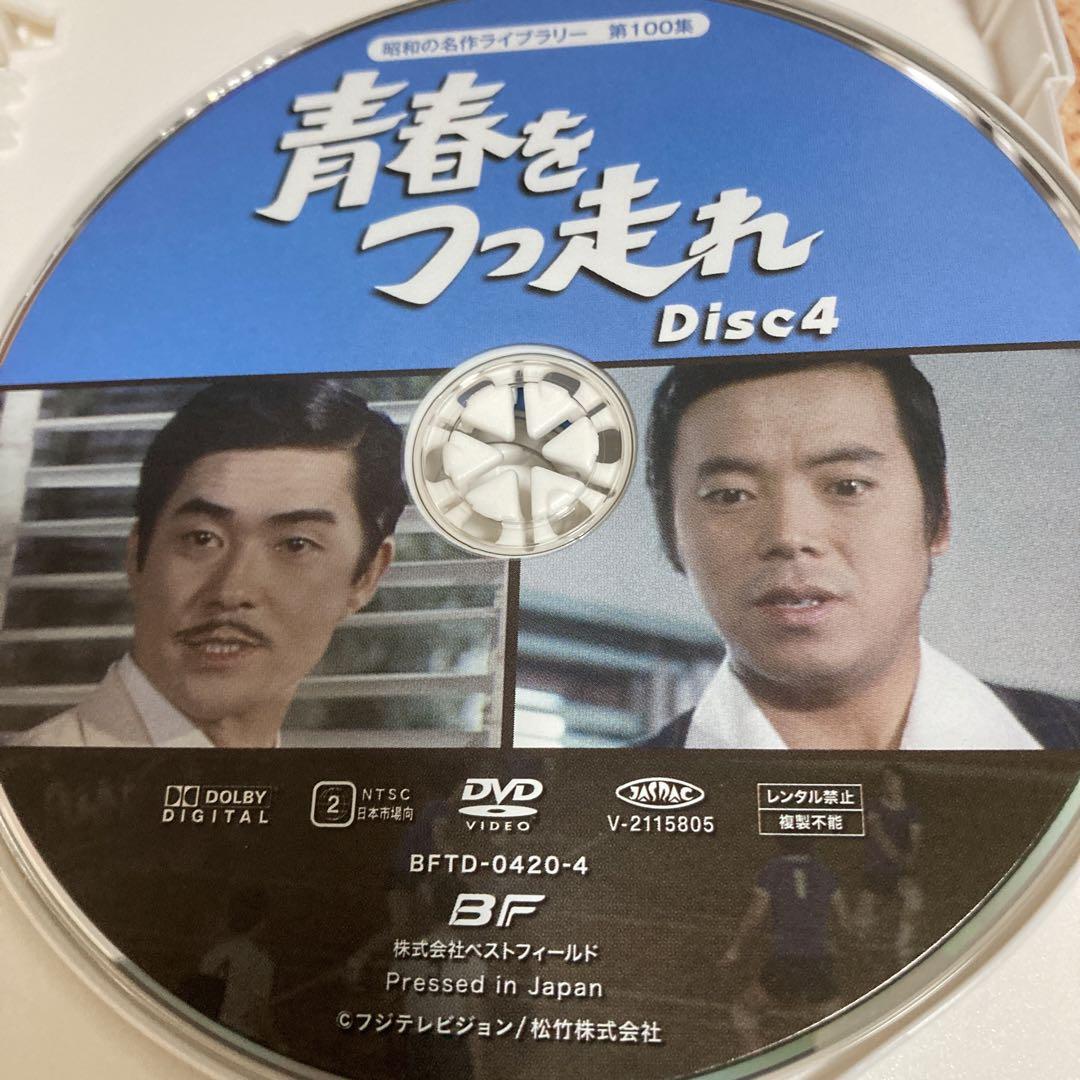 昭和の名作ライブラリー 第100集
青春を
つっ走れ
Disc4
DOLBY
DIGITAL
2
NTSC
日本市場向
DVD
VIDEO
JASRAC
V-2115805
レンタル禁止
複製不能
BFTD-0420-4
BF
株式会社ベストフィールド
Pressed in Japan
©フジテレビジョン/松竹株式会社